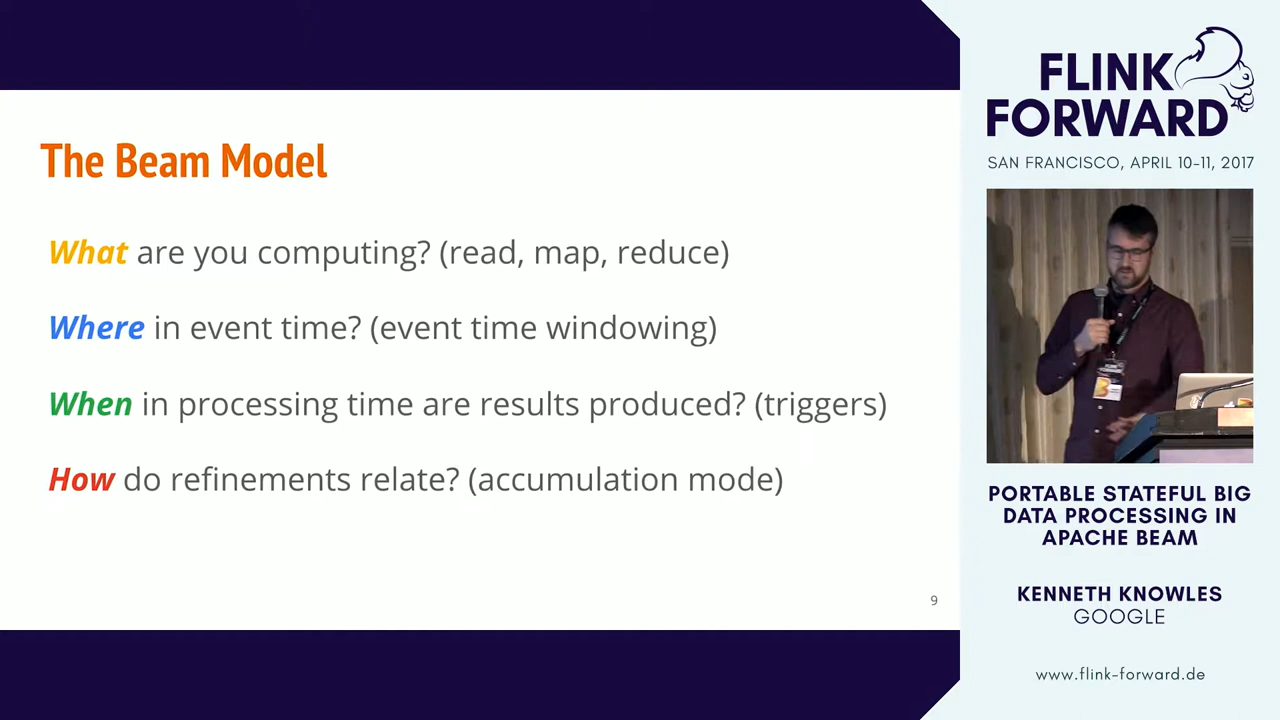 The Beam Model
What are you computing? (read, map, reduce)
Where in event time? (event time windowing)
When in processing time are results produced? (triggers)
How do refinements relate? (accumulation mode)
9
FLINK
FORWARD
SAN FRANCISCO, APRIL 10-11, 2017
FLINK
FORWARD
PORTABLE STATEFUL BIG
DATA PROCESSING IN
APACHE BEAM
KENNETH KNOWLES
GOOGLE
www.flink-forward.de